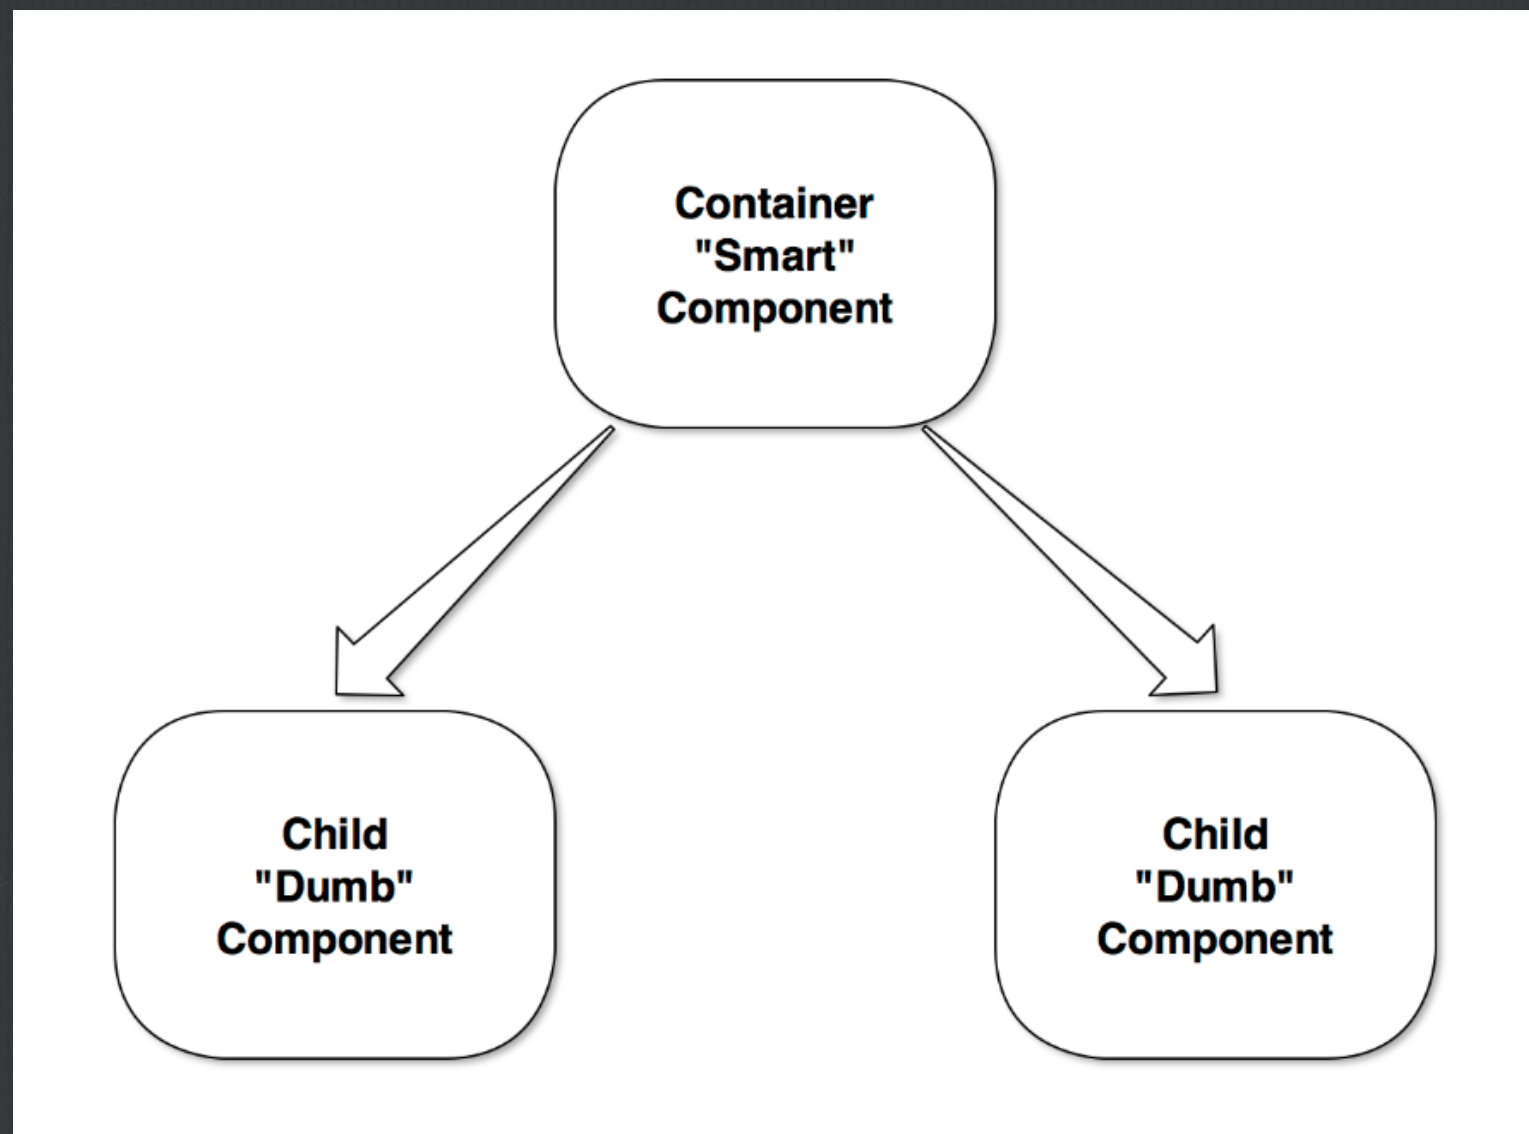 Container
"Smart"
Component
Child
"Dumb"
Component
Child
"Dumb"
Component